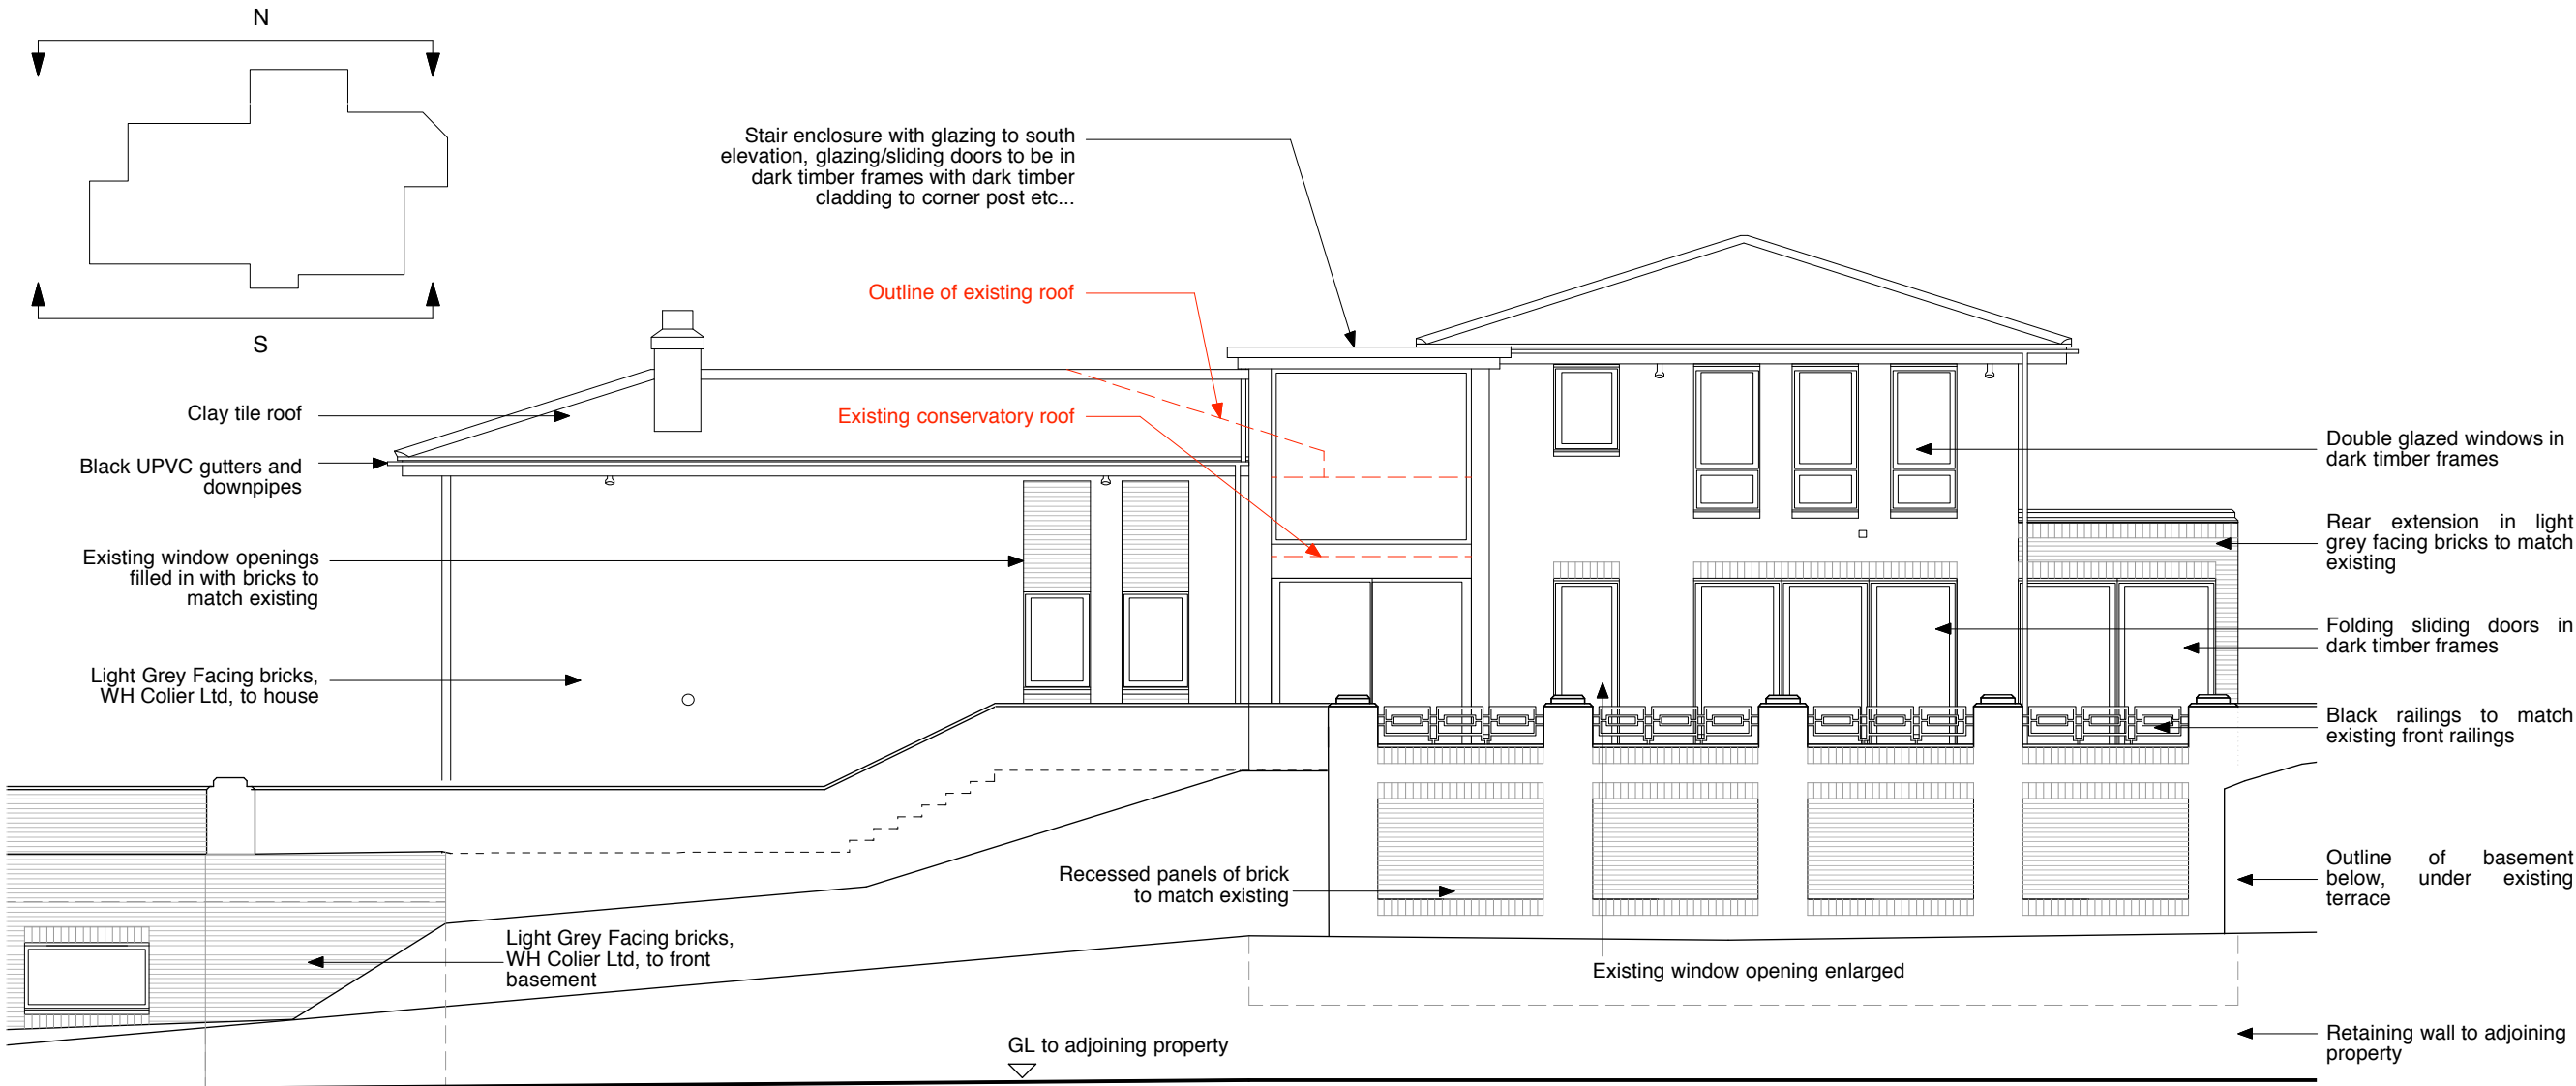 N
S
Stair enclosure with glazing to south
elevation, glazing/sliding doors to be in
dark timber frames with dark timber
cladding to corner post etc...
Outline of existing roof
Existing conservatory roof
Clay tile roof
Black UPVC gutters and
downpipes
Existing window openings
filled in with bricks to
match existing
Light Grey Facing bricks,
WH Colier Ltd, to house
Double glazed windows in
dark timber frames
Rear extension in light
grey facing bricks to match
existing
Folding sliding doors in
dark timber frames
Black railings to match
existing front railings
Outline of basement
below, under existing
terrace
Recessed panels of brick
to match existing
Light Grey Facing bricks,
WH Colier Ltd, to front
basement
Existing window opening enlarged
GL to adjoining property
Retaining wall to adjoining
property